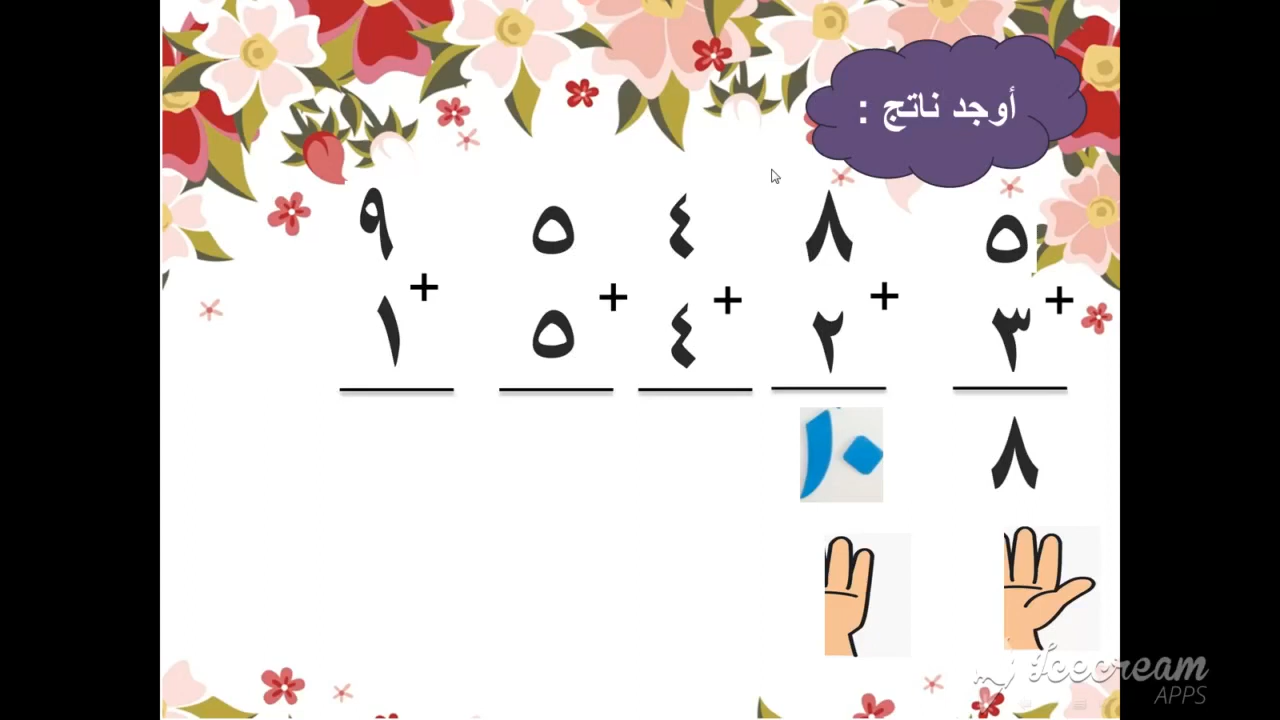 أوجد ناتج :
٥ ٨ ٤ ٥ ٩
+ + + + +
٣ ٢ ٤ ٥ ١
٨ ١٠
Icecream
APPS